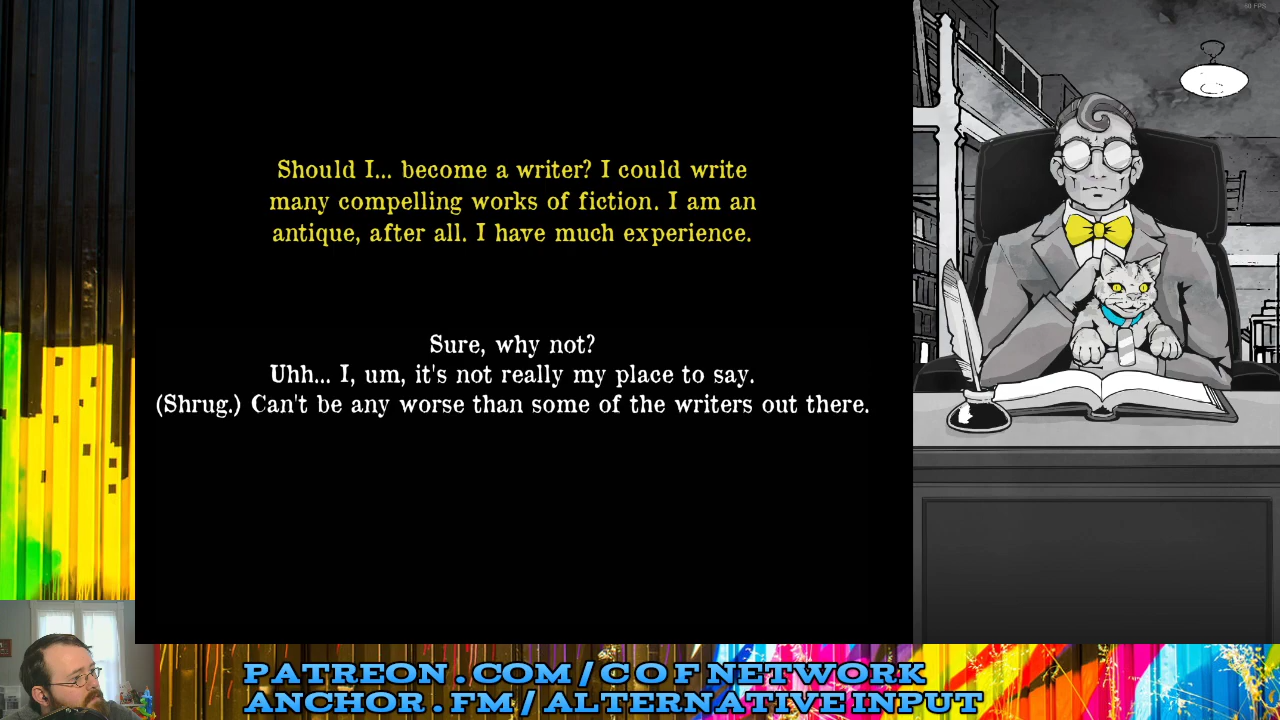 40 FPS
Should I... become a writer? I could write
many compelling works of fiction. I am an
antique, after all. I have much experience.
Sure, why not?
Uhh... I, um, it's not really my place to say.
(Shrug.) Can't be any worse than some of the writers out there.
PATREON.COM/COFNETWORK
ANCHOR.FM/ALTERNATIVEINPUT